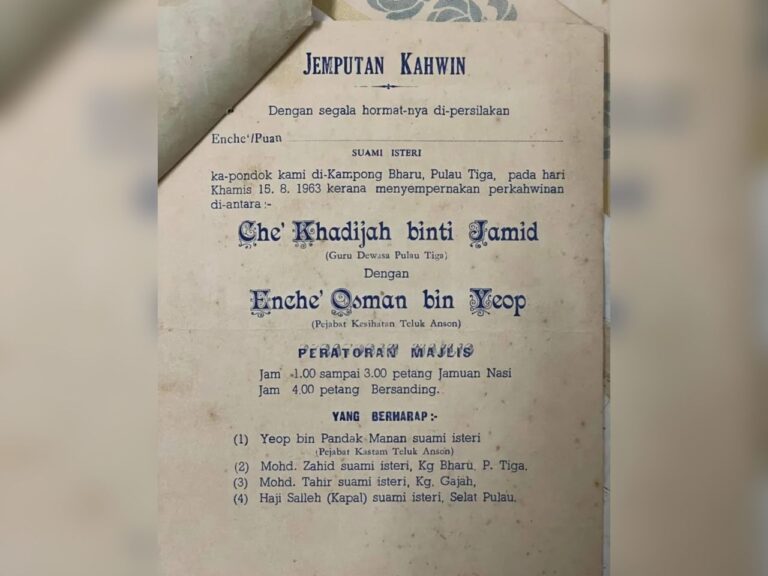 JEMPUTAN KAHWIN
Dengan segala hormat-nya di-persilakan
Enche'/Puan
SUAMI ISTERI
ka-pondok kami di-Kampong Bharu, Pulau Tiga, pada hari
Khamis 15. 8. 1963 kerana menyempernakan perkahwinan
di-antara :-
Che' Khadijah binti Jamid
(Guru Dewasa Pulau Tiga)
Dengan
Enche' Osman bin Yeop
(Pejabat Kesihatan Teluk Anson)
PERATORAN MAJLIS
Jam 1.00 sampai 3.00 petang Jamuan Nasi
Jam 4.00 petang Bersanding.
YANG BERHARAP :-
(1) Yeop bin Pandak Manan suami isteri
(Pejabat Kastam Teluk Anson)
(2) Mohd. Zahid suami isteri, Kg Bharu, P. Tiga.
(3) Mohd. Tahir suami isteri, Kg. Gajah,
(4) Haji Salleh (Kapal) suami isteri, Selat Pulau.